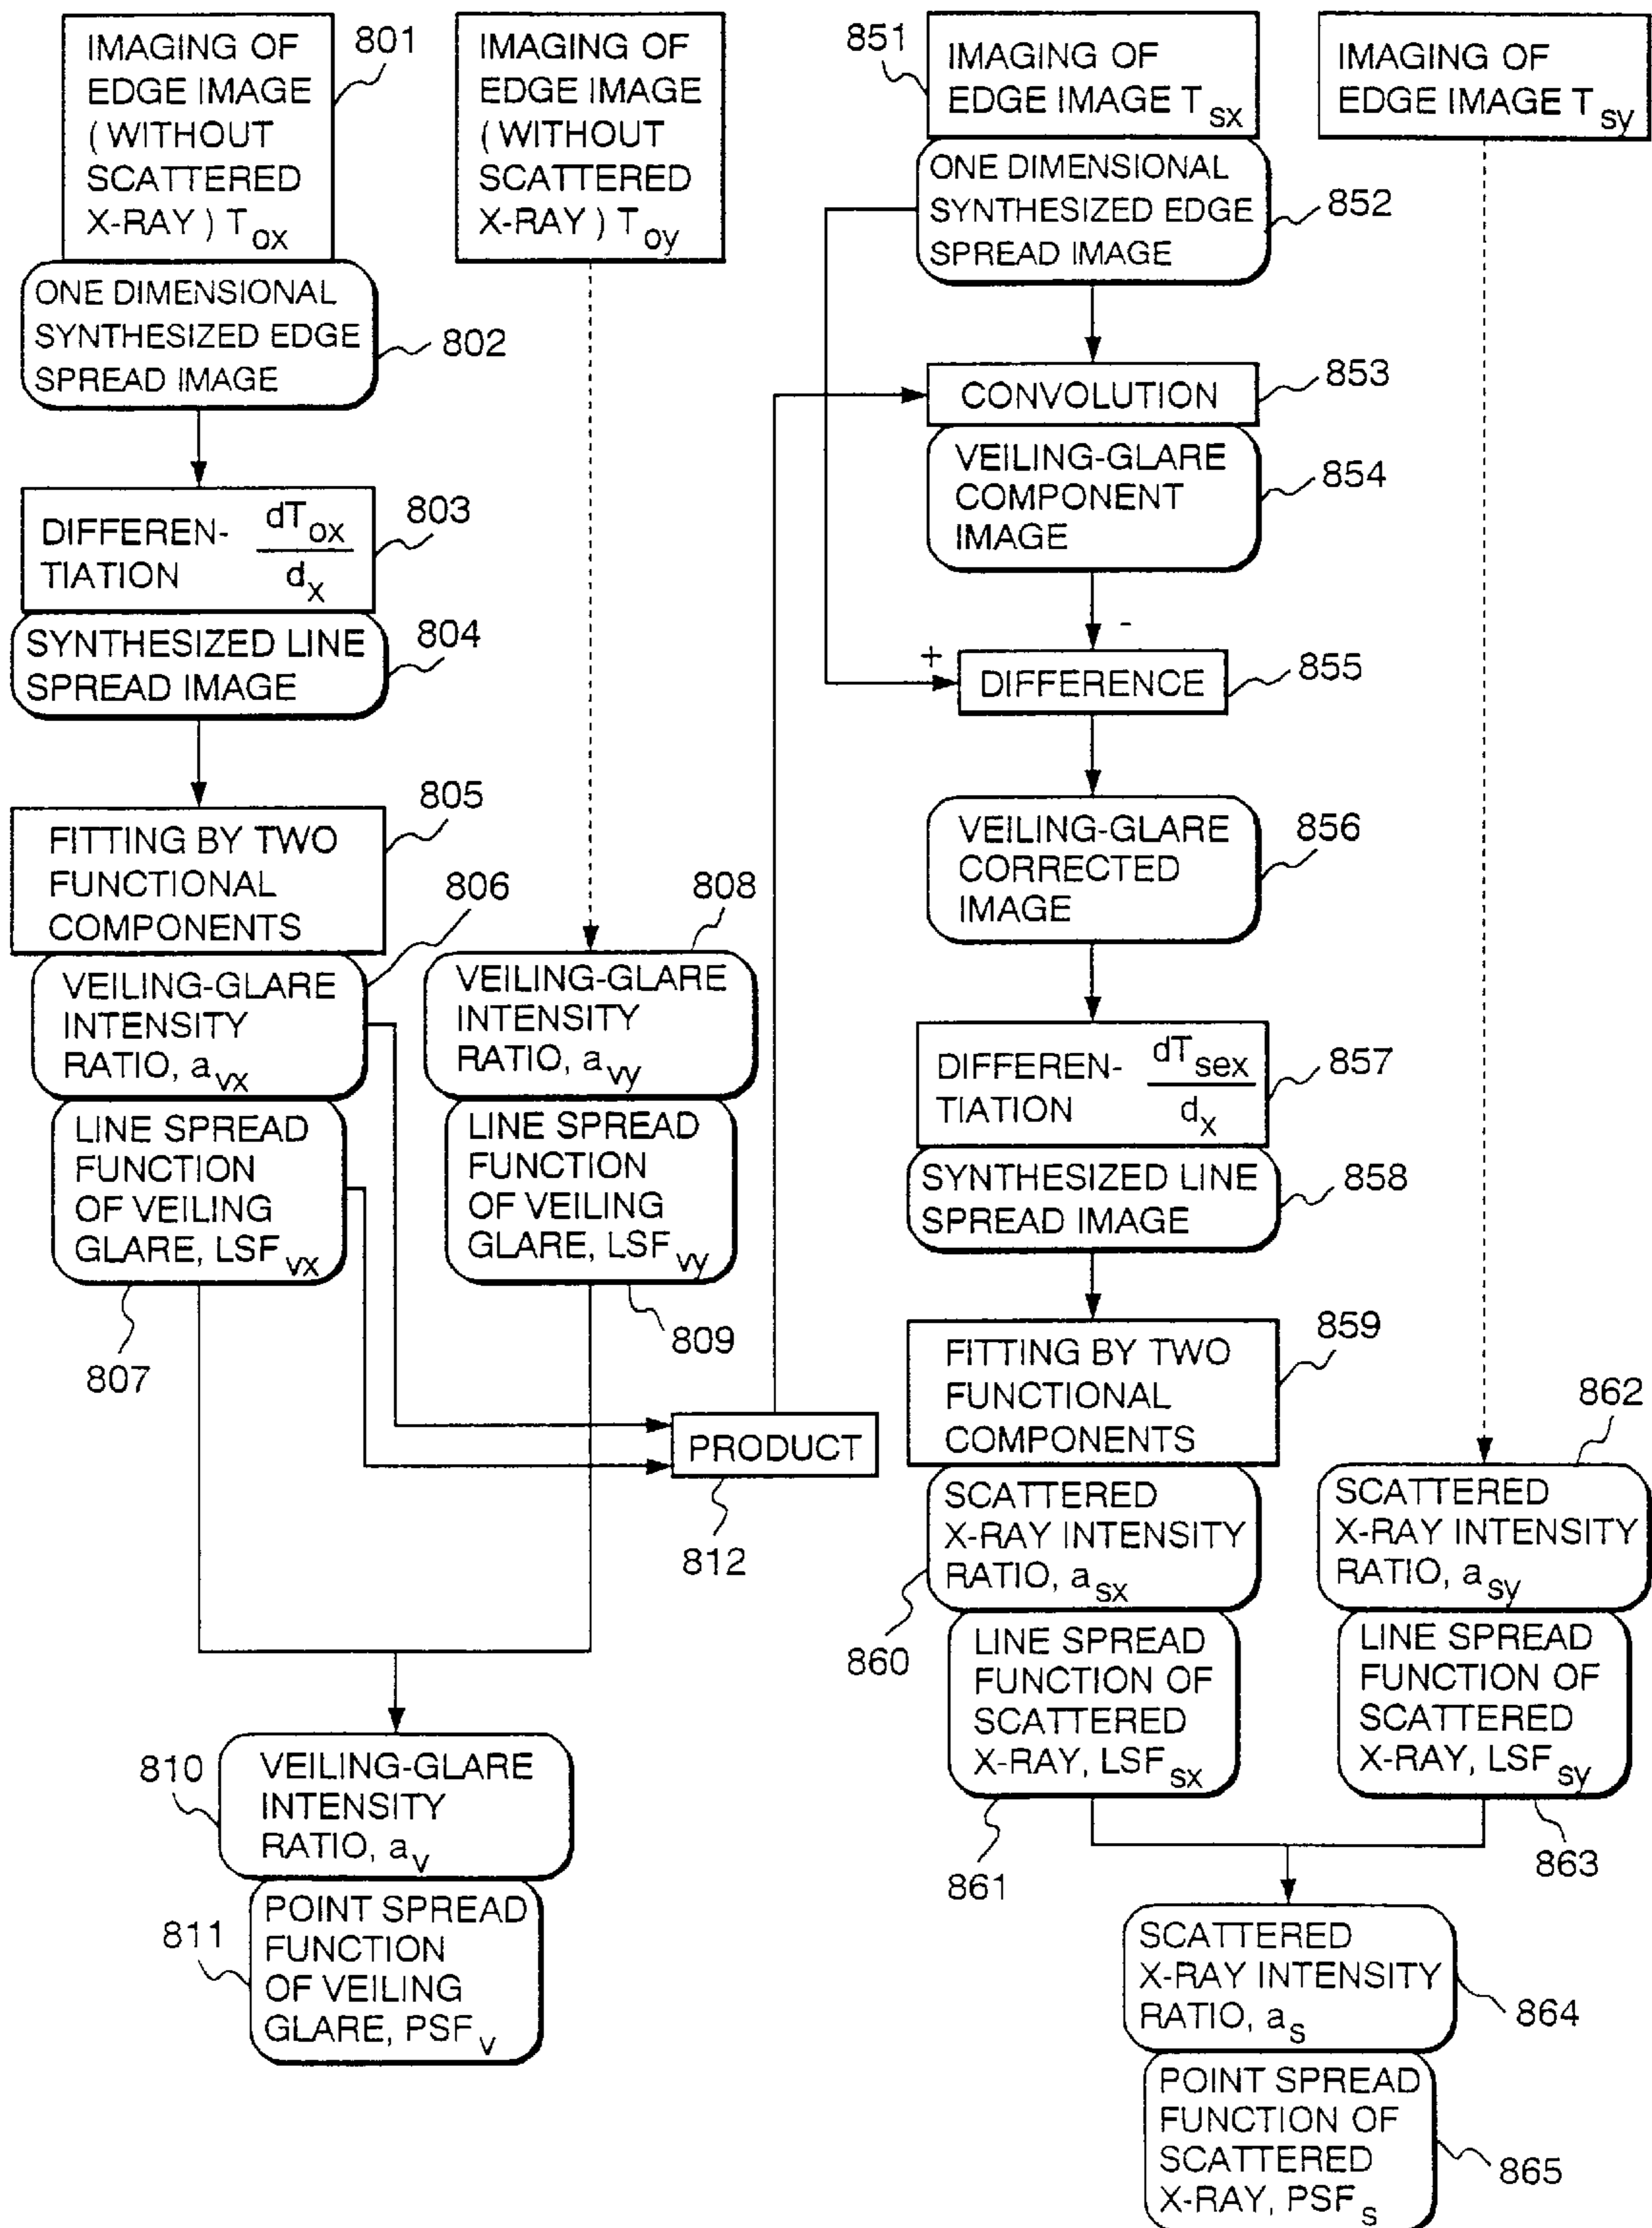 IMAGING OF
EDGE IMAGE
(WITHOUT
SCATTERED
X-RAY) Tox
801
ONE DIMENSIONAL
SYNTHESIZED EDGE
SPREAD IMAGE
802
DIFFEREN-
TIATION
dTox
dx
803
SYNTHESIZED LINE
SPREAD IMAGE
804
FITTING BY TWO
FUNCTIONAL
COMPONENTS
805
VEILING-GLARE
INTENSITY
RATIO, avx
806
LINE SPREAD
FUNCTION
OF VEILING
GLARE, LSFvx
807
IMAGING OF
EDGE IMAGE
(WITHOUT
SCATTERED
X-RAY) Toy
808
VEILING-GLARE
INTENSITY
RATIO, avy
LINE SPREAD
FUNCTION
OF VEILING
GLARE, LSFvy
809
PRODUCT
812
810
VEILING-GLARE
INTENSITY
RATIO, av
811
POINT SPREAD
FUNCTION
OF VEILING
GLARE, PSFv
851
IMAGING OF
EDGE IMAGE Tsx
ONE DIMENSIONAL
SYNTHESIZED EDGE
SPREAD IMAGE
852
CONVOLUTION
853
VEILING-GLARE
COMPONENT
IMAGE
854
-
+
DIFFERENCE
855
VEILING-GLARE
CORRECTED
IMAGE
856
DIFFEREN-
TIATION
dTsex
dx
857
SYNTHESIZED LINE
SPREAD IMAGE
858
FITTING BY TWO
FUNCTIONAL
COMPONENTS
859
SCATTERED
X-RAY INTENSITY
RATIO, asx
860
LINE SPREAD
FUNCTION OF
SCATTERED
X-RAY, LSFsx
861
IMAGING OF
EDGE IMAGE Tsy
862
SCATTERED
X-RAY INTENSITY
RATIO, asy
LINE SPREAD
FUNCTION OF
SCATTERED
X-RAY, LSFsy
863
SCATTERED
X-RAY INTENSITY
RATIO, as
864
POINT SPREAD
FUNCTION OF
SCATTERED
X-RAY, PSFs
865